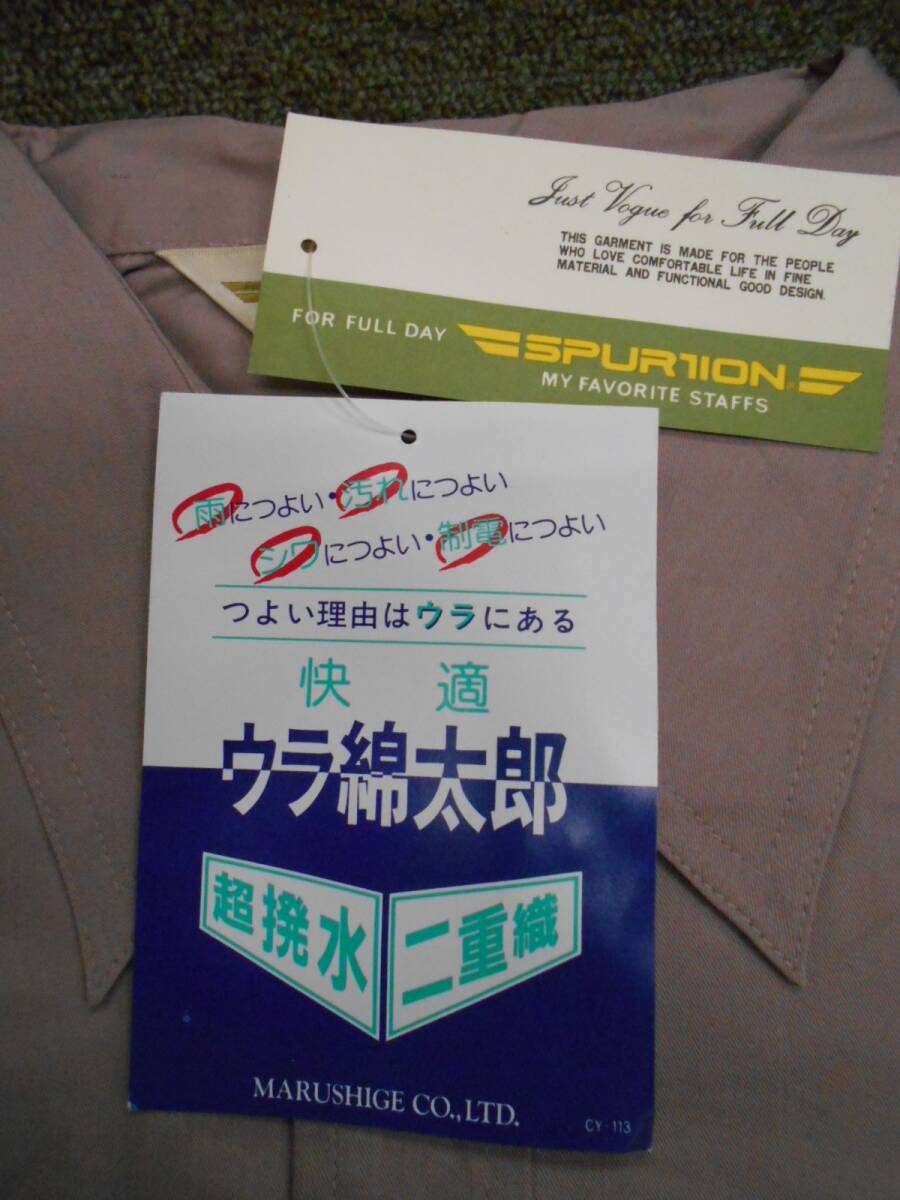 Just Vogue for Full Day
THIS GARMENT IS MADE FOR THE PEOPLE
WHO LOVE COMFORTABLE LIFE IN FINE
MATERIAL AND FUNCTIONAL GOOD DESIGN.
FOR FULL DAY SPURTION®
MY FAVORITE STAFFS
雨につよい・汚れにつよい
シワにつよい・制電につよい
つよい理由はウラにある
快適
ウラ綿太郎
超撥水
二重織
MARUSHIGE CO.,LTD.
CY-113